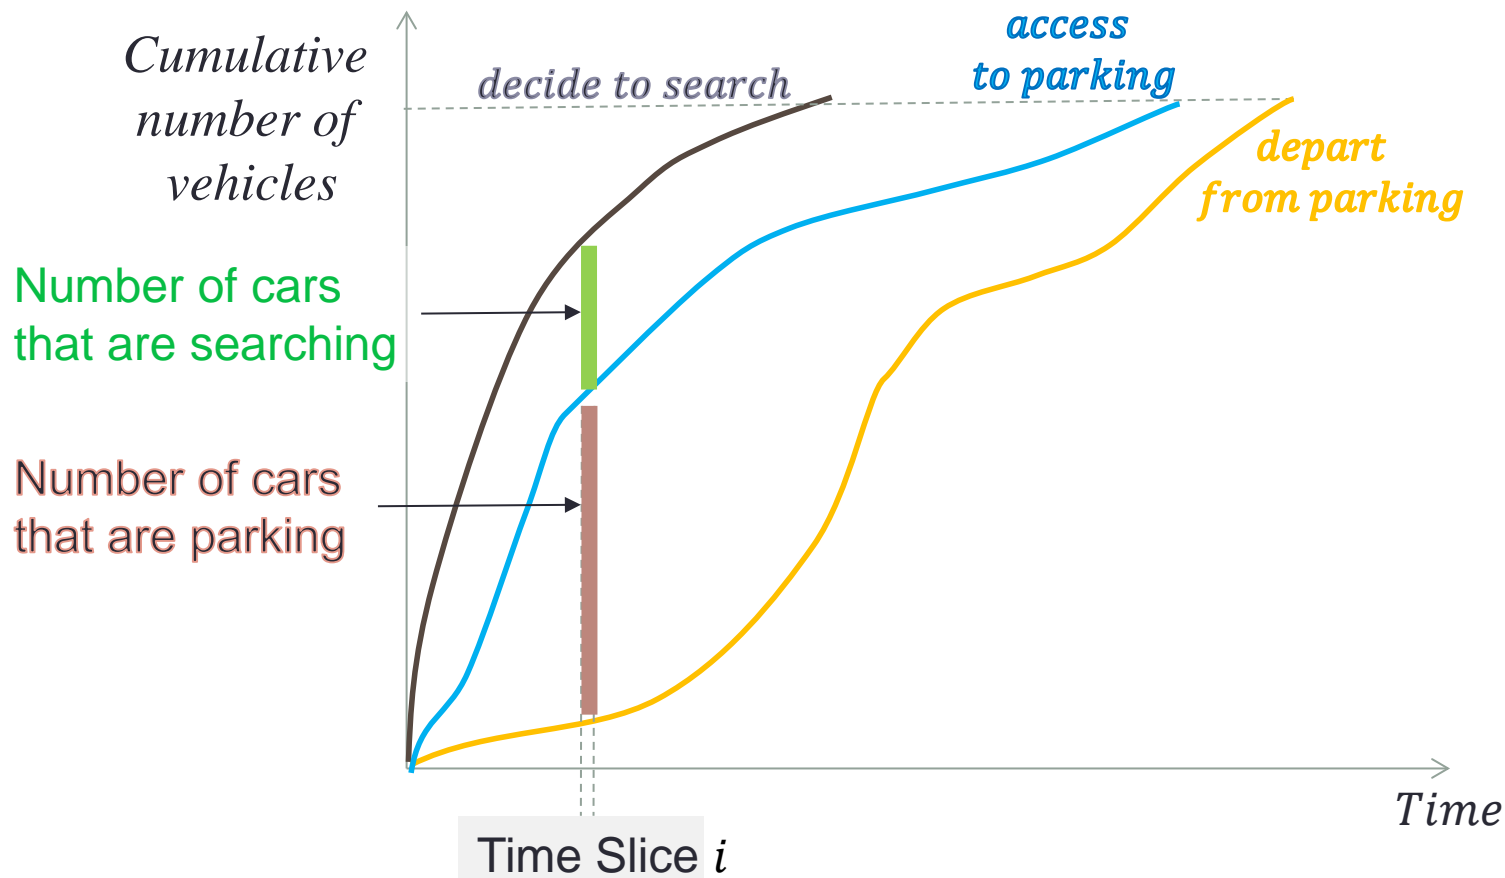 Cumulative
number of
vehicles
decide to search
access
to parking
depart
from parking
Number of cars
that are searching
Number of cars
that are parking
Time
Time Slice i